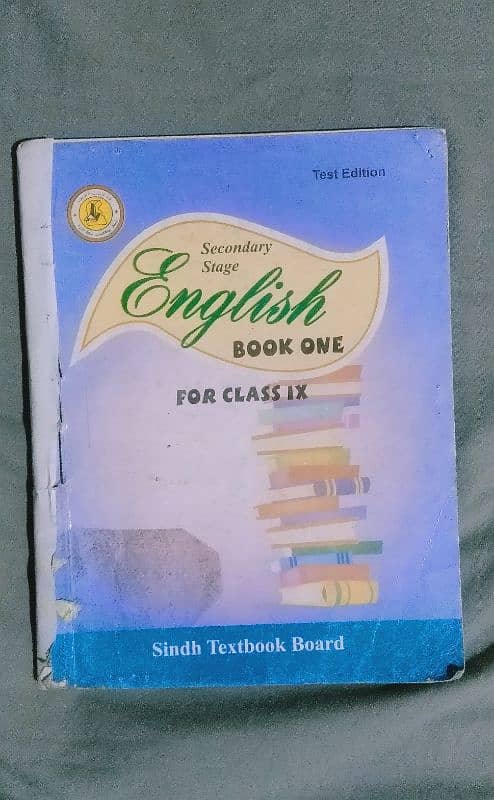 Test Edition
Secondary
Stage
English
BOOK ONE
FOR CLASS IX
Sindh Textbook Board